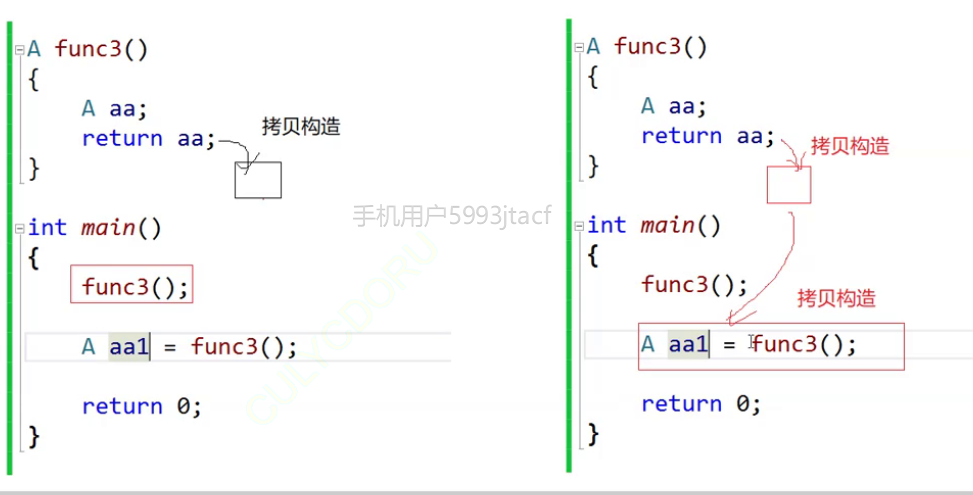 A func3()
{
A aa;
return aa;
拷贝构造
}
int main()
{
func3();
A aa1 = func3();
return 0;
}
A func3()
{
A aa;
return aa;
拷贝构造
}
int main()
{
func3();
拷贝构造
A aa1 = func3();
return 0;
}
手机用户5993jtacf